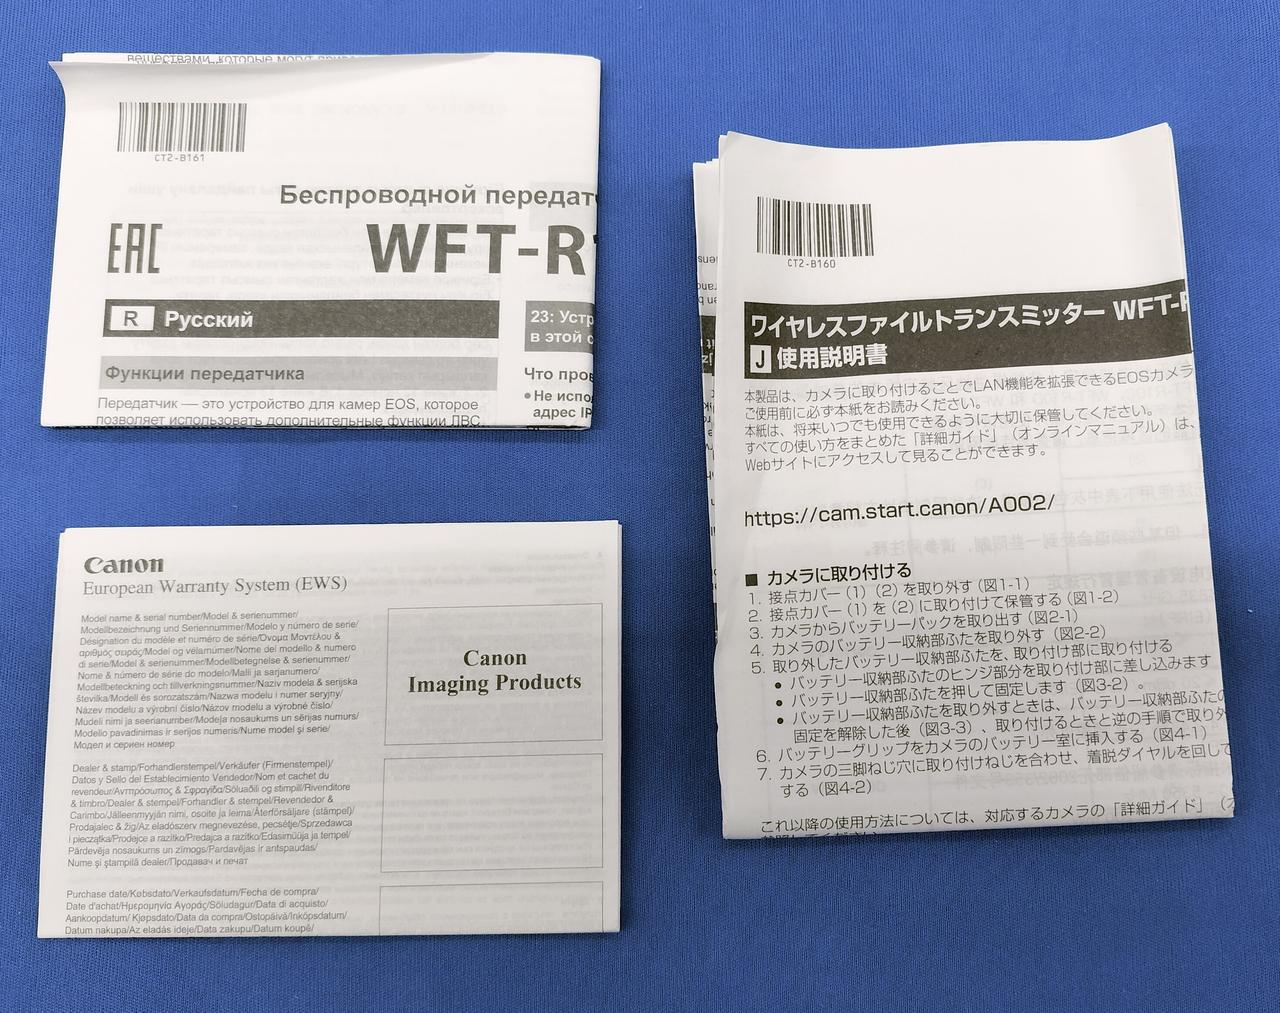 CT2-B161
Беспроводной
EAC
WFT-R
R Русский
23:
в этой
Функции передатчика
Что
• Не
адрес IP
Передатчик — это устройство для камер EOS, которое
позволяет использовать дополнительные функции ЛВС.
Canon
European Warranty System (EWS)
Model name & serial number/Model & serienummer/
Modellbezeichnung und Seriennummer/Modelo y número de serie/
Désignation du modèle et numéro de série/Όνομα Μοντέλου &
αριθμός σειράς/Model og vélarnúmer/Nome del modello & numero
di serie/Model & serienummer/Modellbetegnelse & serienummer/
Nome & número de série do modelo/Malli ja sarjanumero/
Modellbeteckning och tillverkningsnummer/Naziv modela & serijska
številka/Modell és sorozatszám/Nazwa modelu i numer seryjny/
Název modelu a výrobní číslo/Názov modelu a výrobné číslo/
Mudeli nimi ja seerianumber/Modeļa nosaukums un sērijas numurs/
Modelio pavadinimas ir serijos numeris/Nume model şi serie/
Модел и сериен номер
Canon
Imaging Products
Dealer & stamp/Forhandlerstempel/Verkäufer (Firmenstempel)/
Datos y Sello del Establecimiento Vendedor/Nom et cachet du
revendeur/Αντιπρόσωπος & Σφραγίδα/Söluaðili og stimpill/Rivenditore
& timbro/Dealer & stempel/Forhandler & stempel/Revendedor &
Carimbo/Jälleenmyyjän nimi, osoite ja leima/Återförsäljare (stämpel)/
Prodajalec & žig/Az eladószerv megnevezése, pecsétje/Sprzedawca
i pieczątka/Prodejce a razítko/Predajca a razítko/Edasimüüja ja tempel/
Pārdevēja nosaukums un zīmogs/Pardavėjas ir antspaudas/
Nume şi ştampilă dealer/Продавач и печат
Purchase date/Købsdato/Verkaufsdatum/Fecha de compra/
Date d'achat/Ημερομηνία Αγοράς/Söludagur/Data di acquisto/
Aankoopdatum/ Kjøpsdato/Data da compra/Ostopäivä/Inköpsdatum/
Datum nakupa/Az eladás ideje/Data zakupu/Datum koupě/
CT2-B160
ワイヤレスファイルトランスミッター WFT-R
J 使用説明書
本製品は、カメラに取り付けることでLAN機能を拡張できるEOSカメラ
ご使用前に必ず本紙をお読みください。
本紙は、将来いつでも使用できるように大切に保管してください。
すべての使い方をまとめた「詳細ガイド」（オンラインマニュアル）は、
Webサイトにアクセスして見ることができます。
https://cam.start.canon/A002/
■ カメラに取り付ける
1. 接点カバー（1）（2）を取り外す（図1-1）
2. 接点カバー（1）を（2）に取り付けて保管する（図1-2）
3. カメラからバッテリーパックを取り出す（図2-1）
4. カメラのバッテリー収納部ふたを取り外す（図2-2）
5. 取り外したバッテリー収納部ふたを、取り付け部に取り付ける
• バッテリー収納部ふたのヒンジ部分を取り付け部に差し込みます
• バッテリー収納部ふたを押して固定します（図3-2）。
• バッテリー収納部ふたを取り外すときは、バッテリー収納部ふたの
固定を解除した後（図3-3）、取り付けるときと逆の手順で取り外
6. バッテリーグリップをカメラのバッテリー室に挿入する（図4-1）
7. カメラの三脚ねじ穴に取り付けねじを合わせ、着脱ダイヤルを回して
する（図4-2）
これ以降の使用方法については、対応するカメラの「詳細ガイド」